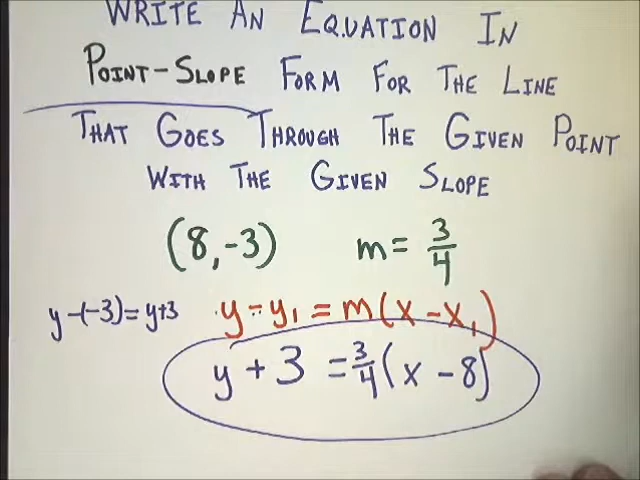 WRITE AN EQUATION IN
POINT-SLOPE FORM FOR THE LINE
THAT GOES THROUGH THE GIVEN POINT
WITH THE GIVEN SLOPE
(8,-3) m = 3/4
y-(-3)=y+3 y-y₁ = m(x-x₁)
y+3 = 3/4(x-8)